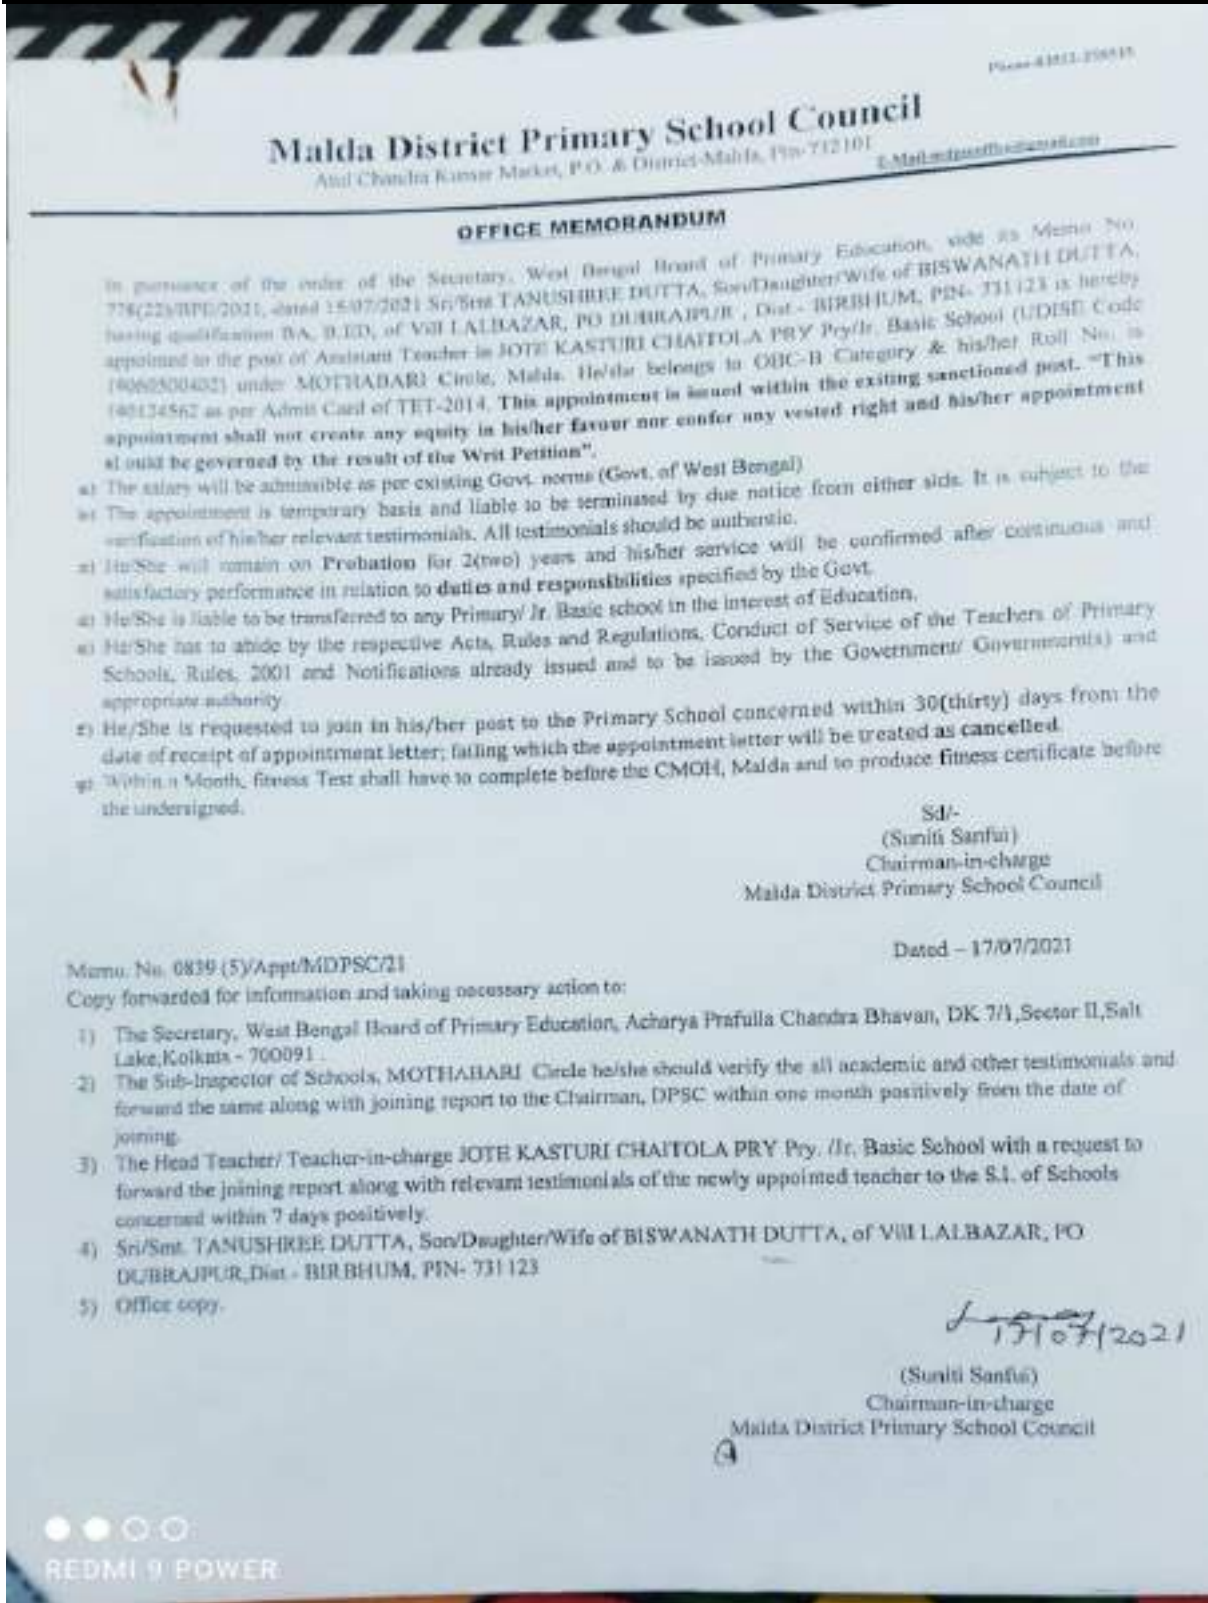 Malda District Primary School Council
Atul Chandra Kumar Market, P.O. & District-Malda, Pin-732101
OFFICE MEMORANDUM
In pursuance of the order of the Secretary, West Bengal Board of Primary Education, vide its Memo No
dated 15/07/2021 Sri/Smt TANUSHREE DUTTA, Son/Daughter/Wife of BISWANATH DUTTA,
having qualification BA, B.ED, of Vill LALBAZAR, PO DUBRAJPUR , Dist - BIRBHUM, PIN- 731123 is hereby
appointed to the post of Assistant Teacher in JOTE KASTURI CHAITOLA PRY Pry/Jr. Basic School (UDISE Code
under MOTHABARI Circle, Malda. He/she belongs to OBC-B Category & his/her Roll No. is
as per Admit Card of TET-2014. This appointment is issued within the exiting sanctioned post. "This
appointment shall not create any equity in his/her favour nor confer any vested right and his/her appointment
should be governed by the result of the Writ Petition".
a) The salary will be admissible as per existing Govt. norms (Govt. of West Bengal)
The appointment is temporary basis and liable to be terminated by due notice from either side. It is subject to the
verification of his/her relevant testimonials. All testimonials should be authentic.
He/She will remain on Probation for 2(two) years and his/her service will be confirmed after continuous and
satisfactory performance in relation to duties and responsibilities specified by the Govt.
He/She is liable to be transferred to any Primary/ Jr. Basic school in the interest of Education.
He/She has to abide by the respective Acts, Rules and Regulations, Conduct of Service of the Teachers of Primary
Schools, Rules, 2001 and Notifications already issued and to be issued by the Government/ Government(s) and
appropriate authority.
f) He/She is requested to join in his/her post to the Primary School concerned within 30(thirty) days from the
date of receipt of appointment letter; failing which the appointment letter will be treated as cancelled.
g) Within a Month, fitness Test shall have to complete before the CMOH, Malda and to produce fitness certificate before
the undersigned.
Sd/-
(Suniti Sanfui)
Chairman-in-charge
Malda District Primary School Council
Memo. No. 0839 (5)/Appt/MDPSC/21
Dated – 17/07/2021
Copy forwarded for information and taking necessary action to:
1) The Secretary, West Bengal Board of Primary Education, Acharya Prafulla Chandra Bhavan, DK 7/1,Sector II,Salt
Lake,Kolkata - 700091 .
2) The Sub-Inspector of Schools, MOTHABARI Circle he/she should verify the all academic and other testimonials and
forward the same along with joining report to the Chairman, DPSC within one month positively from the date of
joining.
3) The Head Teacher/ Teacher-in-charge JOTE KASTURI CHAITOLA PRY Pry. /Jr. Basic School with a request to
forward the joining report along with relevant testimonials of the newly appointed teacher to the S.I. of Schools
concerned within 7 days positively.
4) Sri/Smt. TANUSHREE DUTTA, Son/Daughter/Wife of BISWANATH DUTTA, of Vill LALBAZAR, PO
DUBRAJPUR,Dist - BIRBHUM, PIN- 731123
5) Office copy.
17/07/2021
(Suniti Sanfui)
Chairman-in-charge
Malda District Primary School Council
REDMI 9 POWER